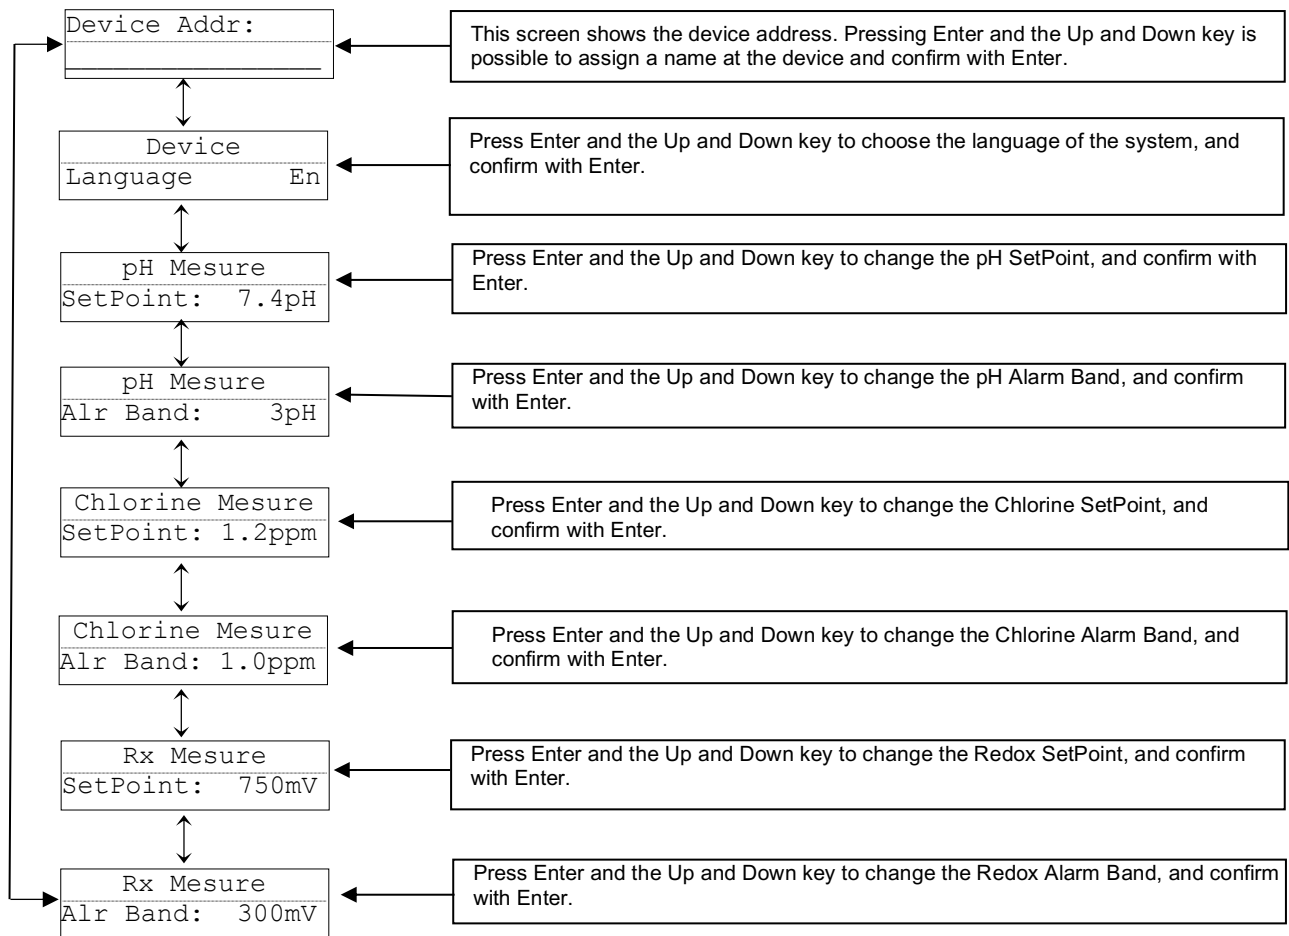 Device Addr:
This screen shows the device address. Pressing Enter and the Up and Down key is
possible to assign a name at the device and confirm with Enter.
Device
Language En
Press Enter and the Up and Down key to choose the language of the system, and
confirm with Enter.
pH Mesure
SetPoint: 7.4pH
Press Enter and the Up and Down key to change the pH SetPoint, and confirm with
Enter.
pH Mesure
Alr Band: 3pH
Press Enter and the Up and Down key to change the pH Alarm Band, and confirm
with Enter.
Chlorine Mesure
SetPoint: 1.2ppm
Press Enter and the Up and Down key to change the Chlorine SetPoint, and
confirm with Enter.
Chlorine Mesure
Alr Band: 1.0ppm
Press Enter and the Up and Down key to change the Chlorine Alarm Band, and
confirm with Enter.
Rx Mesure
SetPoint: 750mV
Press Enter and the Up and Down key to change the Redox SetPoint, and confirm
with Enter.
Rx Mesure
Alr Band: 300mV
Press Enter and the Up and Down key to change the Redox Alarm Band, and confirm
with Enter.